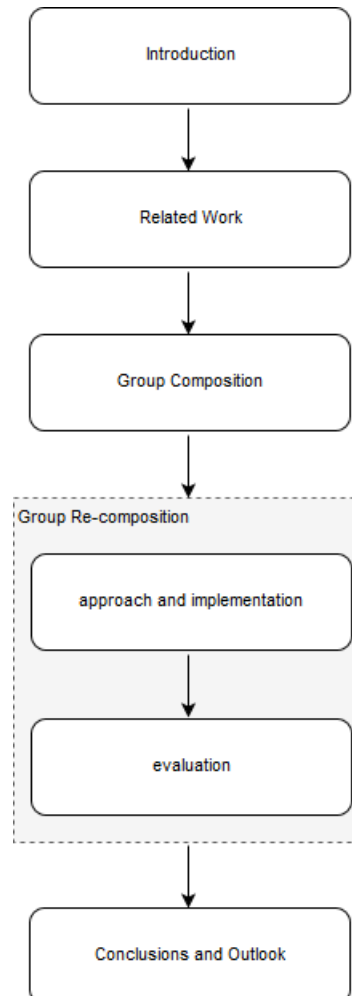 Introduction
Related Work
Group Composition
Group Re-composition
approach and implementation
evaluation
Conclusions and Outlook